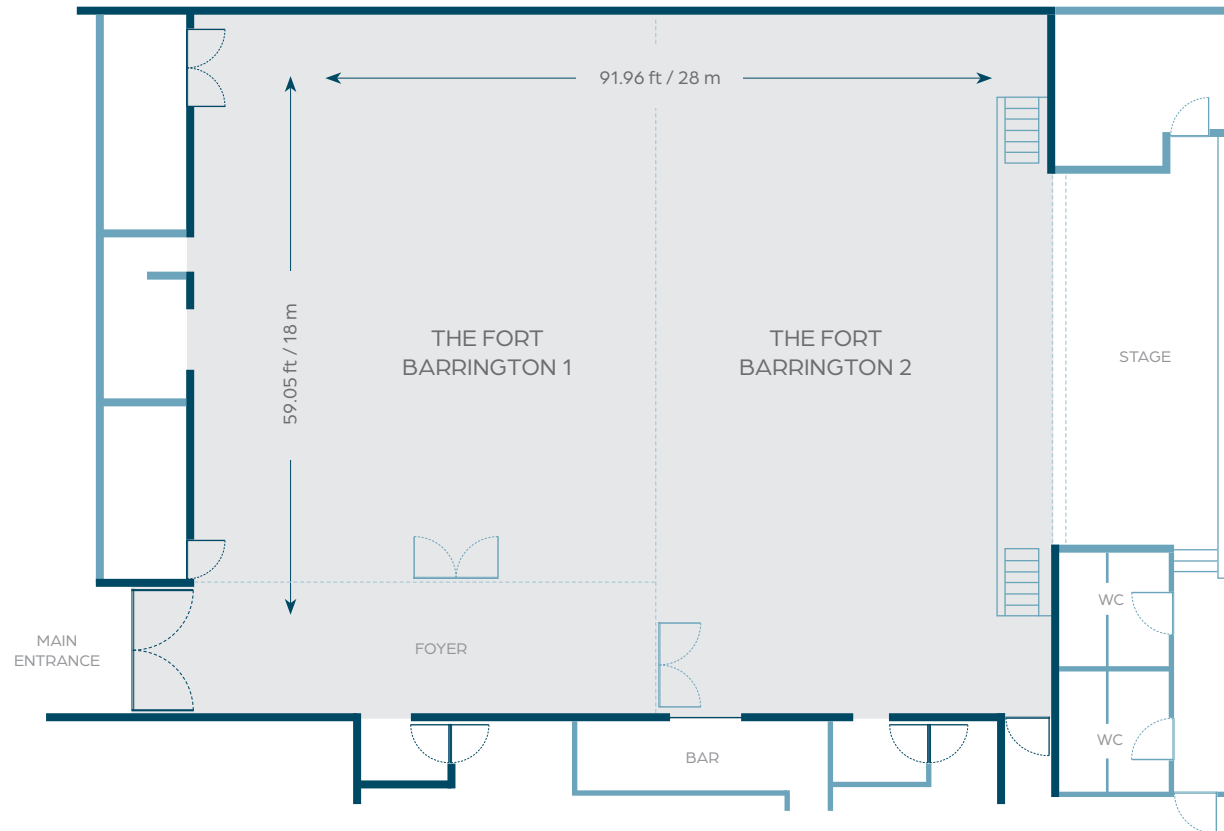 91.96 ft / 28 m
59.05 ft / 18 m
THE FORT
BARRINGTON 1
THE FORT
BARRINGTON 2
STAGE
MAIN
ENTRANCE
FOYER
WC
WC
BAR